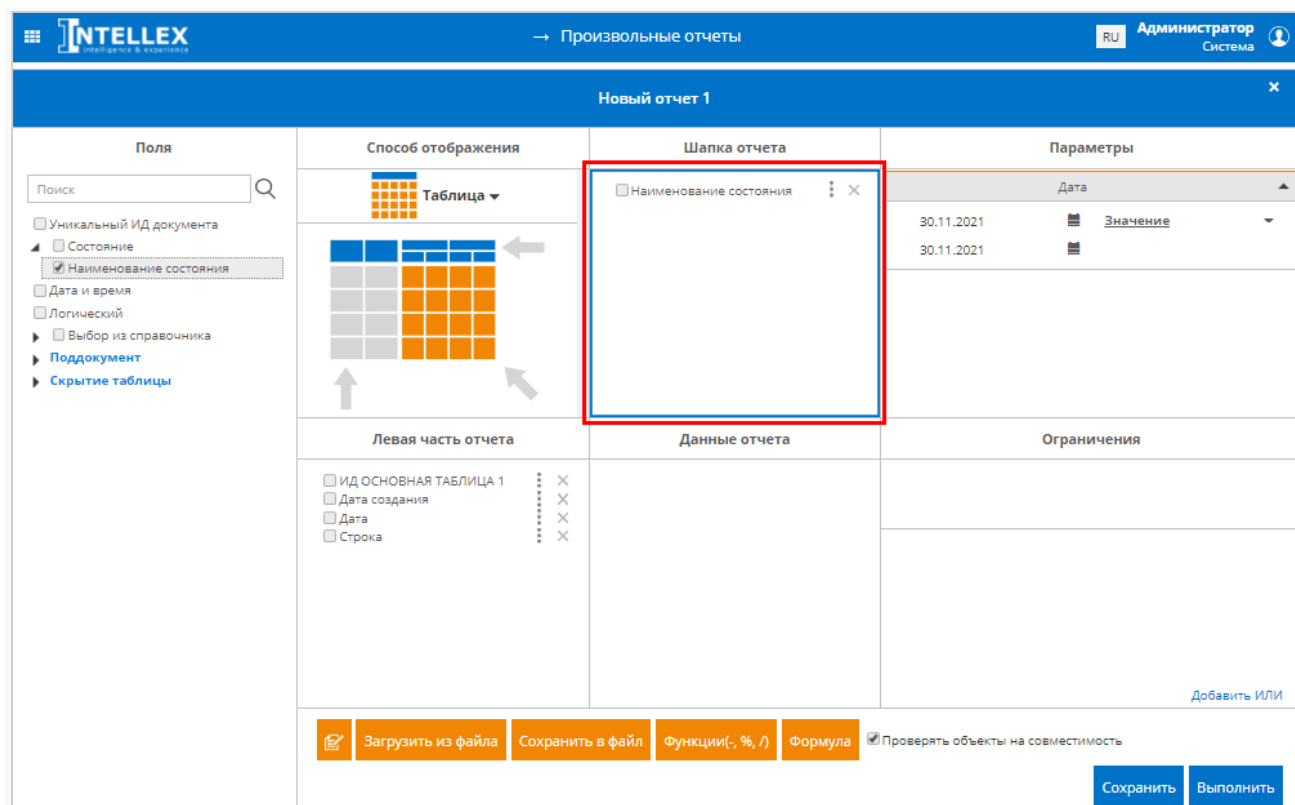 INTELLEX
intelligence & experience
→ Произвольные отчеты
RU
Администратор
Система
Новый отчет 1
Поля
Способ отображения
Шапка отчета
Параметры
Поиск
Уникальный ИД документа
Состояние
Наименование состояния
Дата и время
Логический
Выбор из справочника
Поддокумент
Скрытие таблицы
Таблица
Наименование состояния
Дата
30.11.2021
Значение
30.11.2021
Левая часть отчета
Данные отчета
Ограничения
ИД ОСНОВНАЯ ТАБЛИЦА 1
Дата создания
Дата
Строка
Добавить ИЛИ
Загрузить из файла
Сохранить в файл
Функции(-, %, /)
Формула
Проверять объекты на совместимость
Сохранить
Выполнить